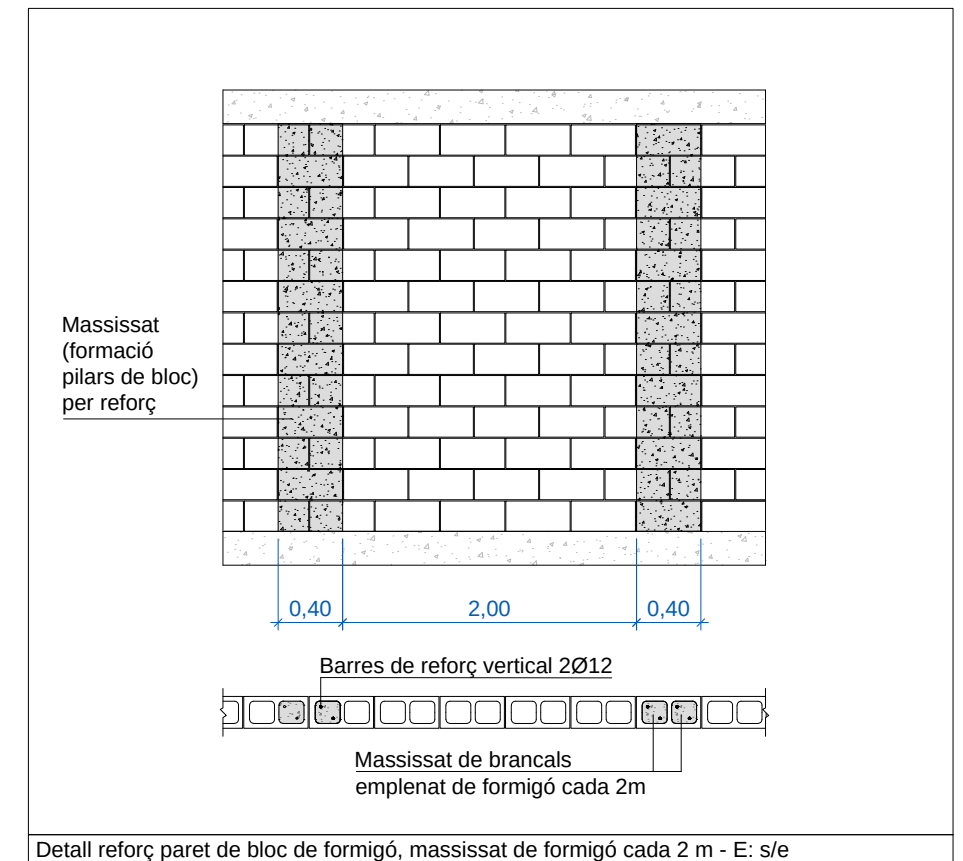 Massissat
(formació
pilars de bloc)
per reforç
0,40
2,00
0,40
Barres de reforç vertical 2Ø12
Massissat de brancals
emplenat de formigó cada 2m
Detall reforç paret de bloc de formigó, massissat de formigó cada 2 m - E: s/e